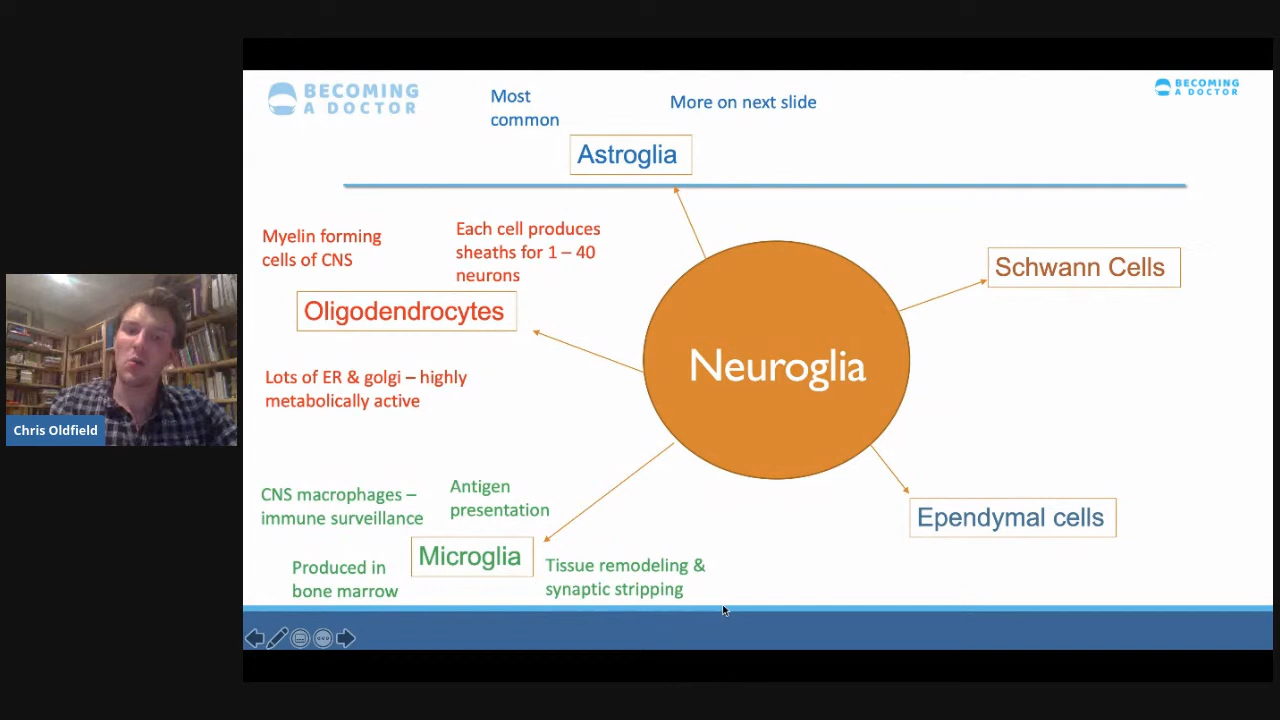 BECOMING
A DOCTOR
BECOMING
A DOCTOR
Most
common
More on next slide
Astroglia
Myelin forming
cells of CNS
Each cell produces
sheaths for 1 – 40
neurons
Schwann Cells
Oligodendrocytes
Neuroglia
Lots of ER & golgi – highly
metabolically active
Chris Oldfield
CNS macrophages –
immune surveillance
Antigen
presentation
Ependymal cells
Microglia
Produced in
bone marrow
Tissue remodeling &
synaptic stripping